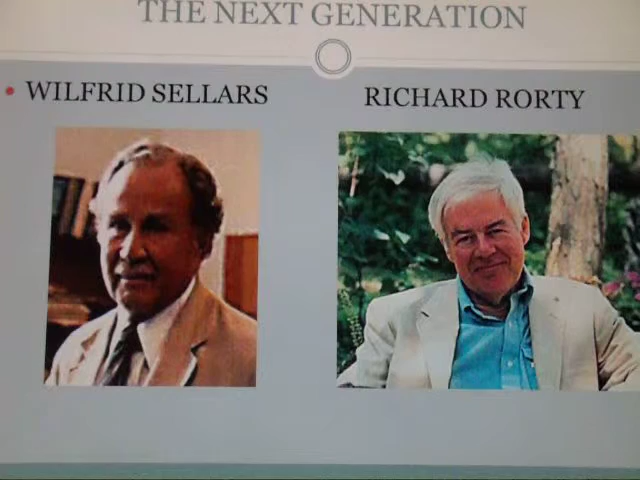 THE NEXT GENERATION
WILFRID SELLARS
RICHARD RORTY